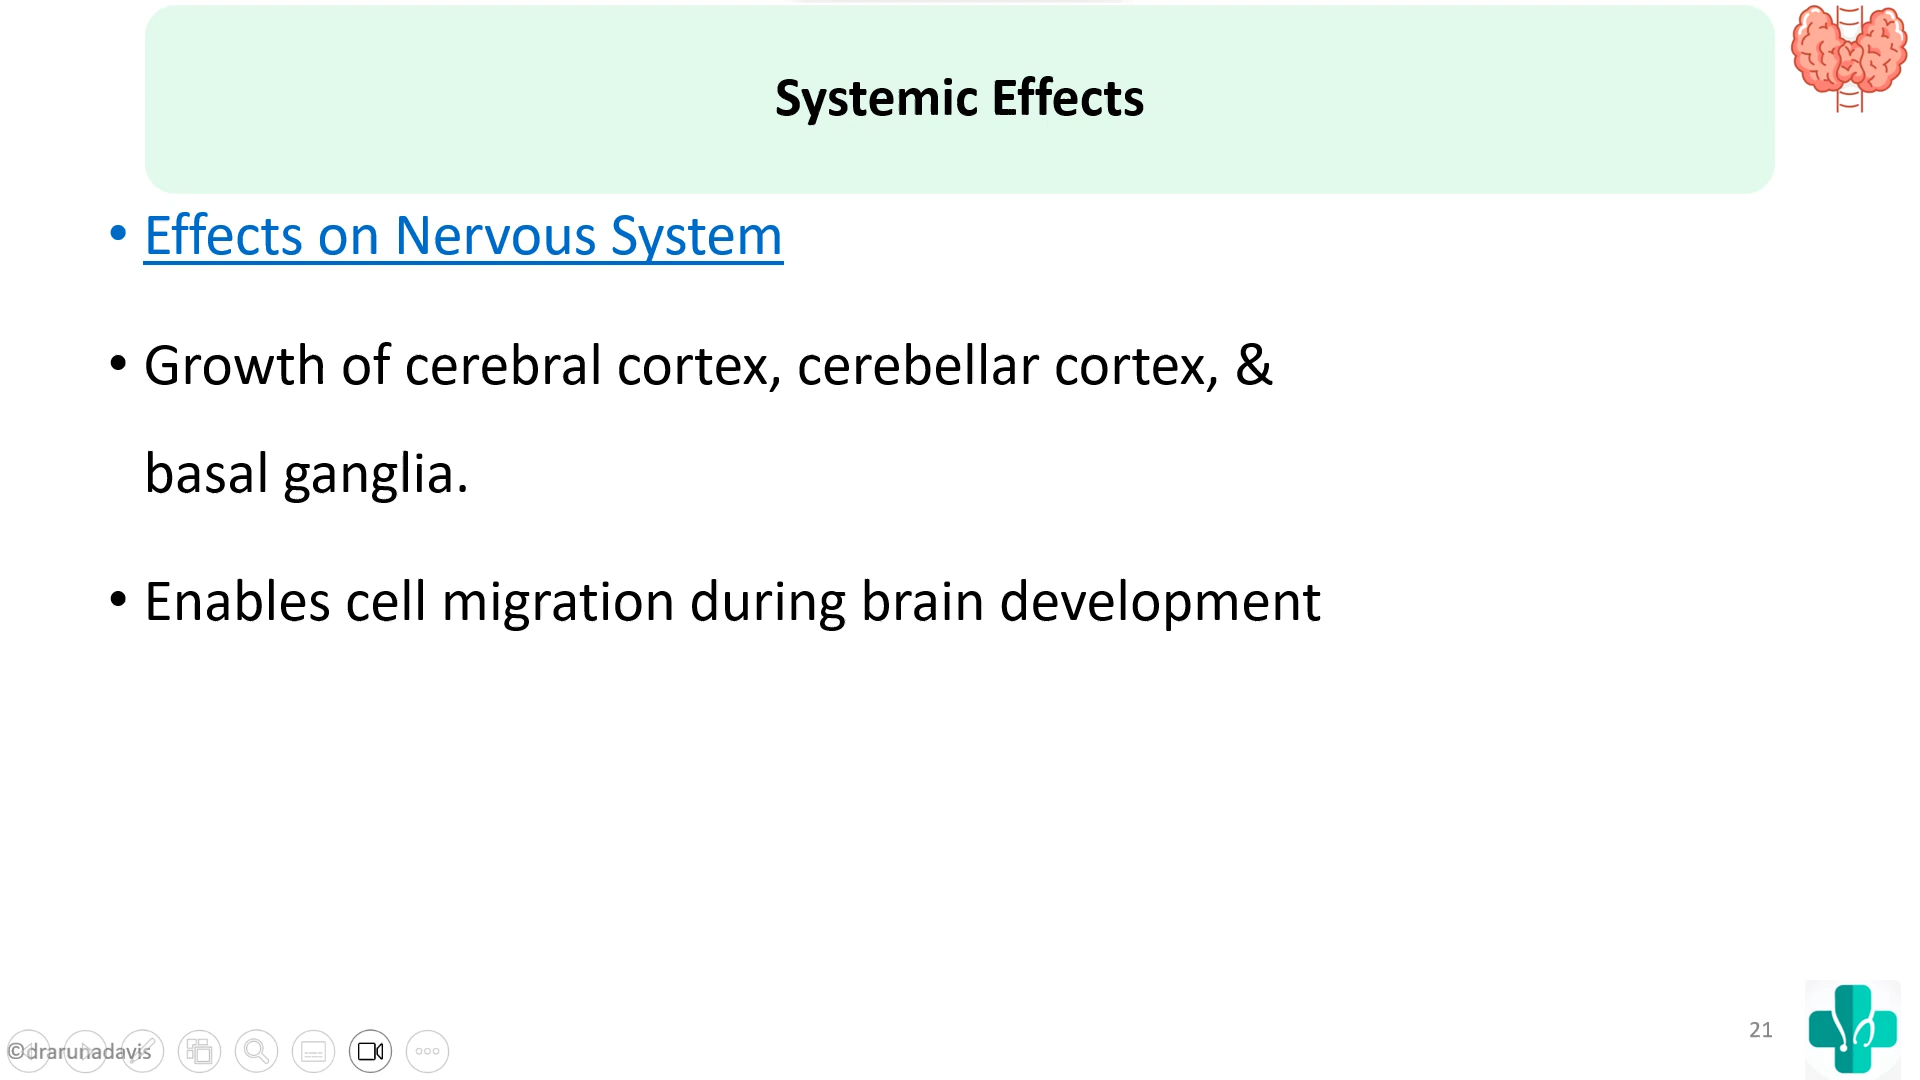 Systemic Effects
• Effects on Nervous System
• Growth of cerebral cortex, cerebellar cortex, &
basal ganglia.
• Enables cell migration during brain development
21
©drarunadavis